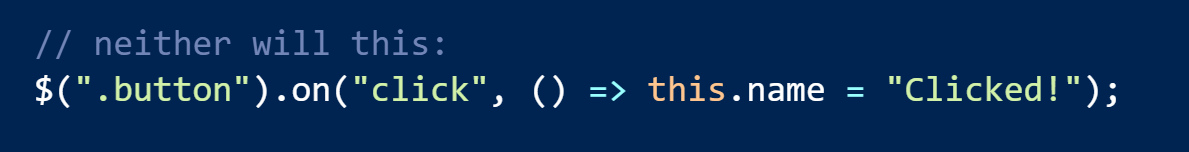 // neither will this:
$(".button").on("click", () => this.name = "Clicked!");